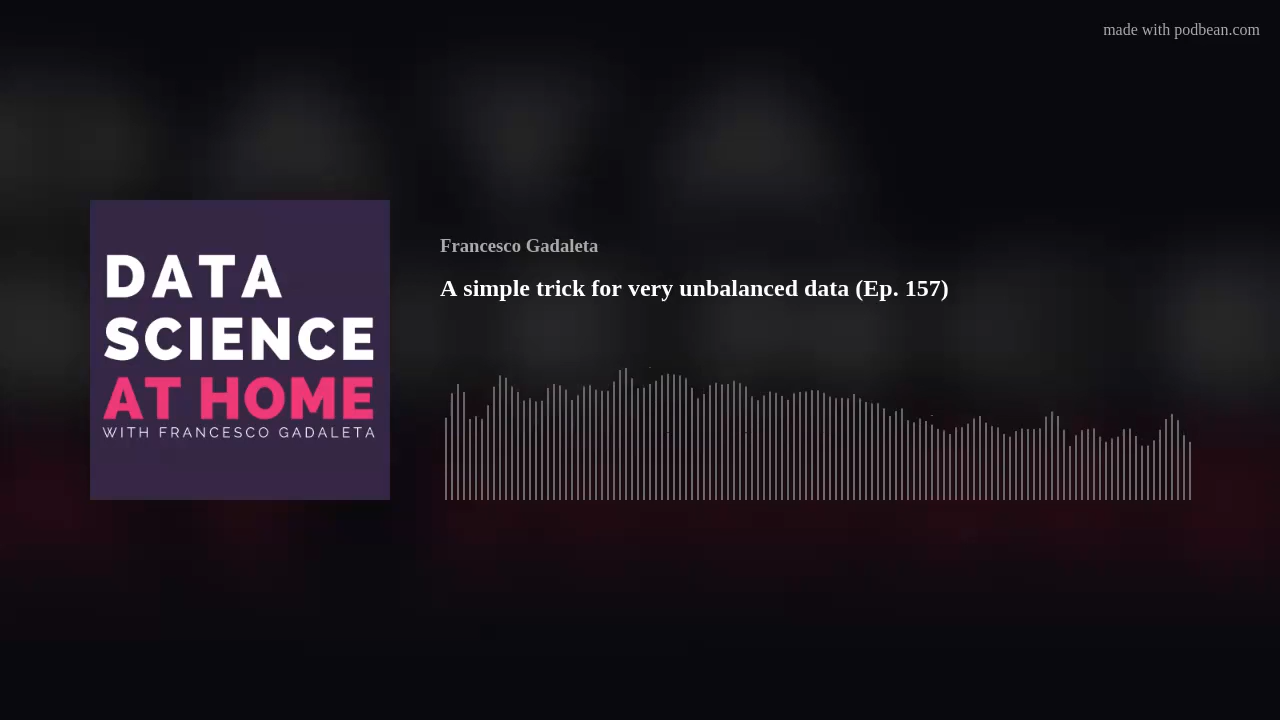 made with podbean.com
DATA
SCIENCE
AT HOME
WITH FRANCESCO GADALETA
Francesco Gadaleta
A simple trick for very unbalanced data (Ep. 157)